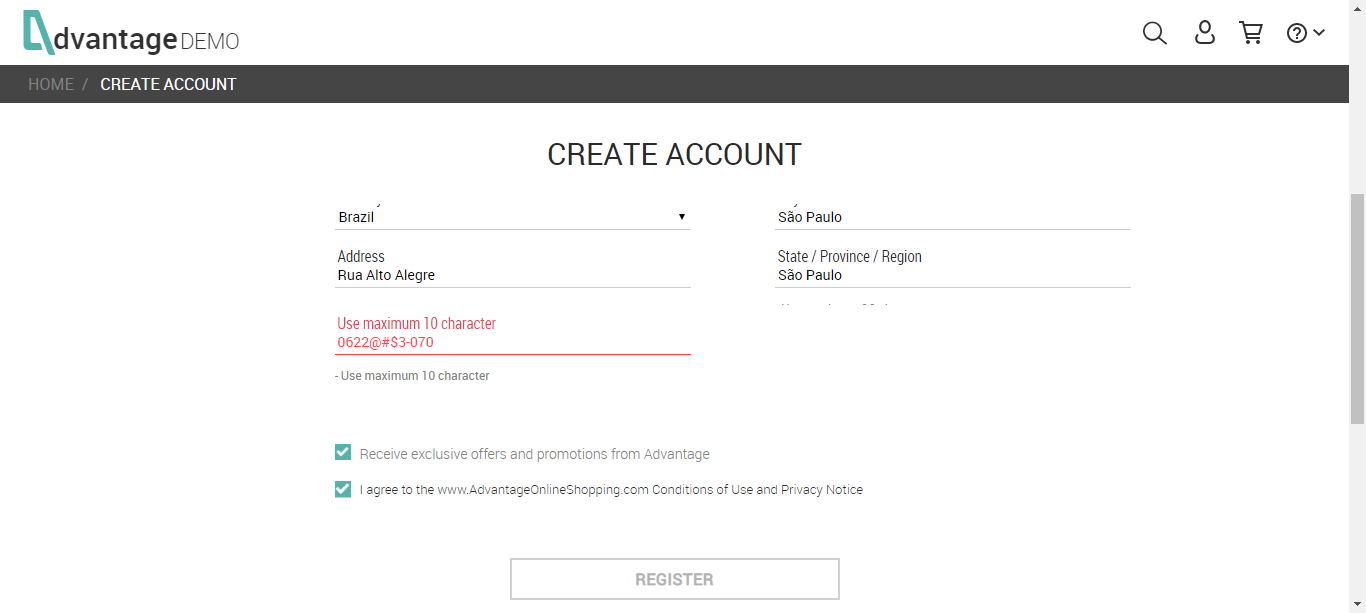 dvantage DEMO
HOME / CREATE ACCOUNT
CREATE ACCOUNT
Brazil
São Paulo
Address
State / Province / Region
Rua Alto Alegre
São Paulo
Use maximum 10 character
0622@#$3-070
- Use maximum 10 character
Receive exclusive offers and promotions from Advantage
I agree to the www.AdvantageOnlineShopping.com Conditions of Use and Privacy Notice
REGISTER